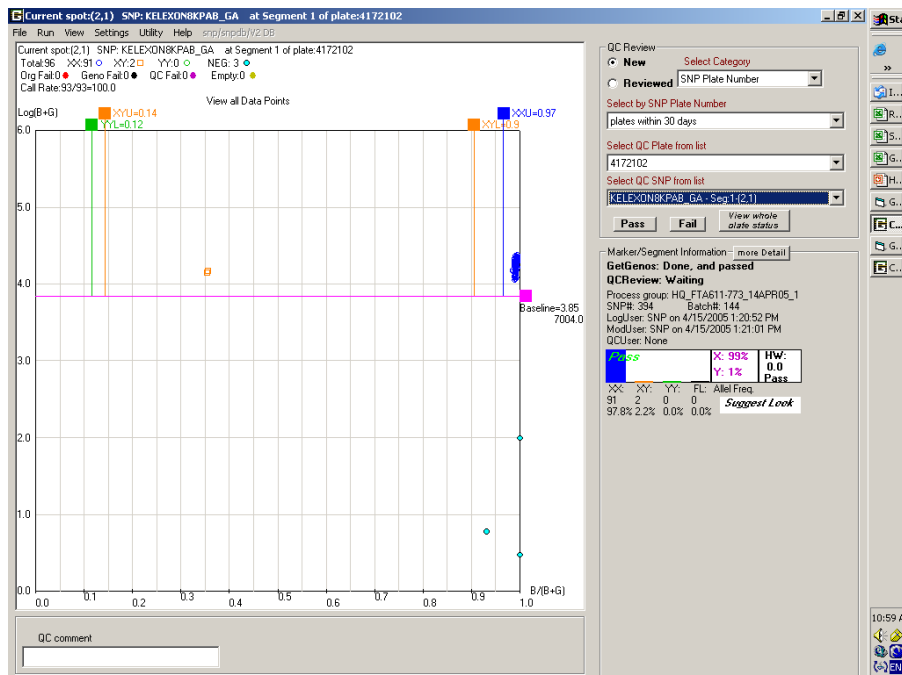 Current spot:(2,1) SNP: KELEXON8KPAB_GA at Segment 1 of plate:4172102
File Run View Settings Utility Help snp/snpdb/V2.DB
Current spot:(2,1) SNP: KELEXON8KPAB_GA at Segment 1 of plate:4172102
Total:96 XX:91 XY:2 YY:0 NEG: 3
Org Fail:0 Geno Fail:0 QC Fail:0 Empty:0
Call Rate:93/93=100.0
View all Data Points
Log(B+G)
XYU=0.14
XXU=0.97
YYL=0.12
XYL=0.9
6.0
5.0
4.0
Baseline=3.85
7004.0
3.0
2.0
1.0
0.0
0.0 0.1 0.2 0.3 0.4 0.5 0.6 0.7 0.8 0.9 1.0
B/(B+G)
QC comment
QC Review
New
Reviewed
Select Category
SNP Plate Number
Select by SNP Plate Number
plates within 30 days
Select QC Plate from list
4172102
Select QC SNP from list
KELEXON8KPAB_GA - Seg:1-(2,1)
Pass Fail View whole plate status
Marker/Segment Information more Detail
GetGenos: Done, and passed
QCReview: Waiting
Process group: HQ_FTA611-773_14APR05_1
SNP#: 394 Batch#: 144
LogUser: SNP on 4/15/2005 1:20:52 PM
ModUser: SNP on 4/15/2005 1:21:01 PM
QCUser: None
Pass
X: 99%
Y: 1%
HW:
0.0
Pass
XX: XY: YY: FL: Allel Freq.
91 2 0 0
97.8% 2.2% 0.0% 0.0%
Suggest Look
Sta
»
I...
R...
S...
G...
H...
G...
C...
G...
C...
10:59 A
EN